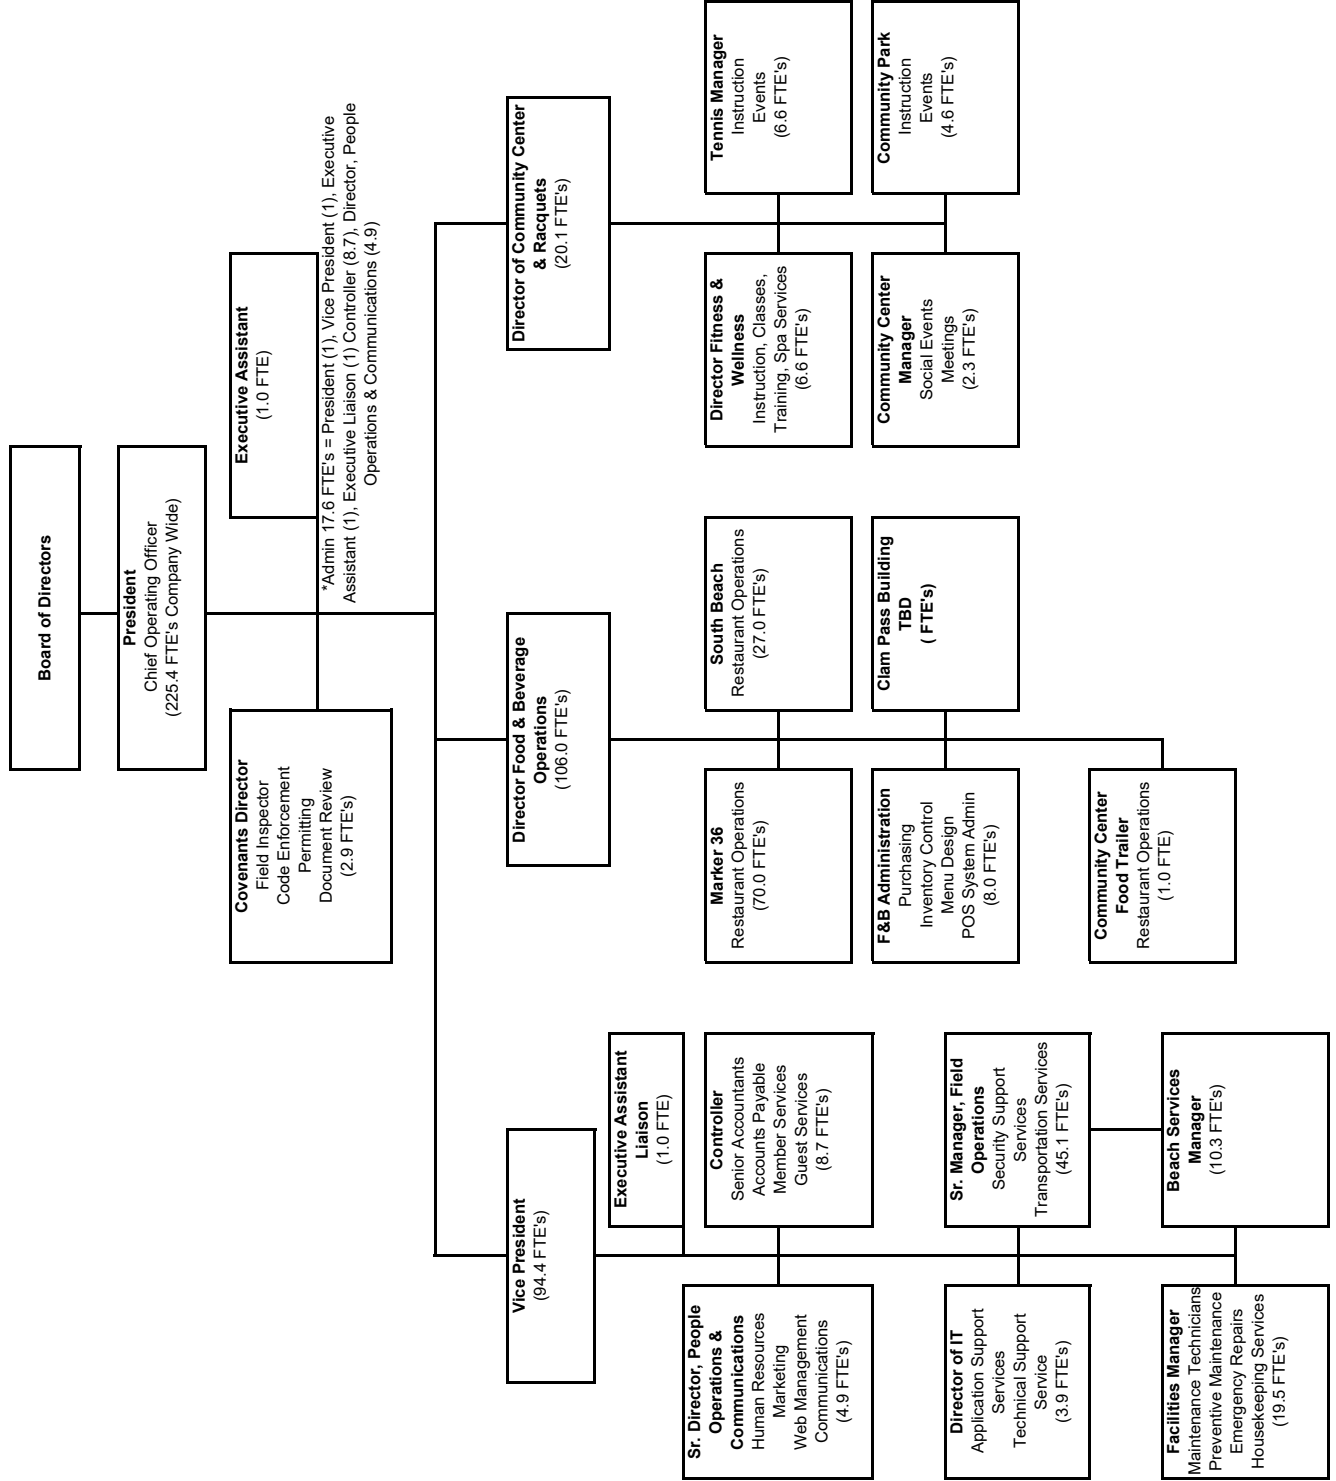 Board of Directors
President
Chief Operating Officer
(225.4 FTE's Company Wide)
Covenants Director
Field Inspector
Code Enforcement
Permitting
Document Review
(2.9 FTE's)
Executive Assistant
(1.0 FTE)
*Admin 17.6 FTE's = President (1), Vice President (1), Executive
Assistant (1), Executive Liaison (1) Controller (8.7), Director, People
Operations & Communications (4.9)
Vice President
(94.4 FTE's)
Director Food & Beverage
Operations
(106.0 FTE's)
Director of Community Center
& Racquets
(20.1 FTE's)
Executive Assistant
Liaison
(1.0 FTE)
Sr. Director, People
Operations &
Communications
Human Resources
Marketing
Web Management
Communications
(4.9 FTE's)
Controller
Senior Accountants
Accounts Payable
Member Services
Guest Services
(8.7 FTE's)
Marker 36
Restaurant Operations
(70.0 FTE's)
South Beach
Restaurant Operations
(27.0 FTE's)
Director Fitness &
Wellness
Instruction, Classes,
Training, Spa Services
(6.6 FTE's)
Tennis Manager
Instruction
Events
(6.6 FTE's)
Director of IT
Application Support
Services
Technical Support
Service
(3.9 FTE's)
Sr. Manager, Field
Operations
Security Support
Services
Transportation Services
(45.1 FTE's)
F&B Administration
Purchasing
Inventory Control
Menu Design
POS System Admin
(8.0 FTE's)
Clam Pass Building
TBD
( FTE's)
Community Center
Manager
Social Events
Meetings
(2.3 FTE's)
Community Park
Instruction
Events
(4.6 FTE's)
Facilities Manager
Maintenance Technicians
Preventive Maintenance
Emergency Repairs
Housekeeping Services
(19.5 FTE's)
Beach Services
Manager
(10.3 FTE's)
Community Center
Food Trailer
Restaurant Operations
(1.0 FTE)